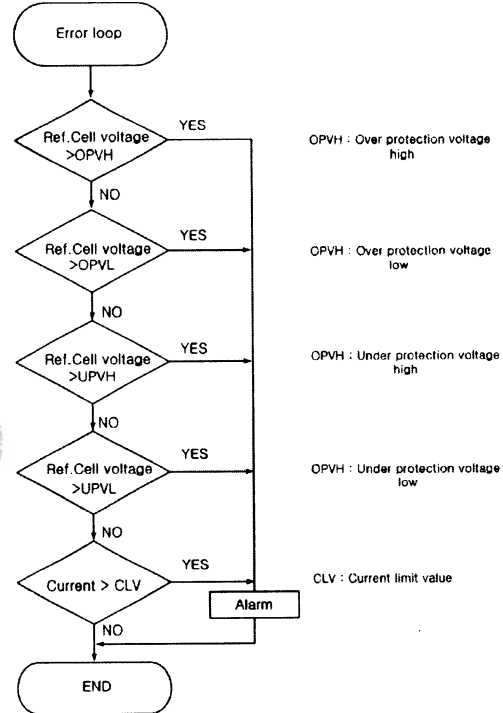 Error loop
YES
Ref.Cell voltage
>OPVH
OPVH : Over protection voltage
high
NO
YES
Ref.Cell voltage
>OPVL
OPVH : Over protection voltage
low
NO
YES
Ref.Cell voltage
>UPVH
OPVH : Under protection voltage
high
NO
YES
Ref.Cell voltage
>UPVL
OPVH : Under protection voltage
low
NO
YES
Current > CLV
CLV : Current limit value
Alarm
NO
END